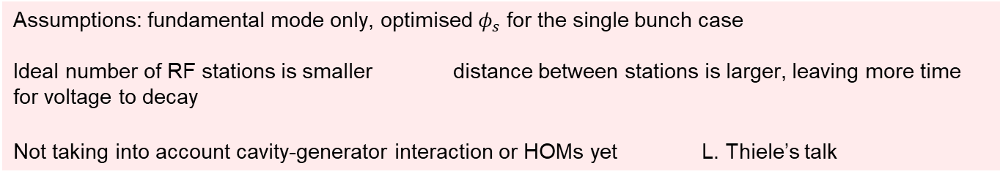 Assumptions: fundamental mode only, optimised ϕₛ for the single bunch case
Ideal number of RF stations is smaller distance between stations is larger, leaving more time
for voltage to decay
Not taking into account cavity-generator interaction or HOMs yet L. Thiele's talk